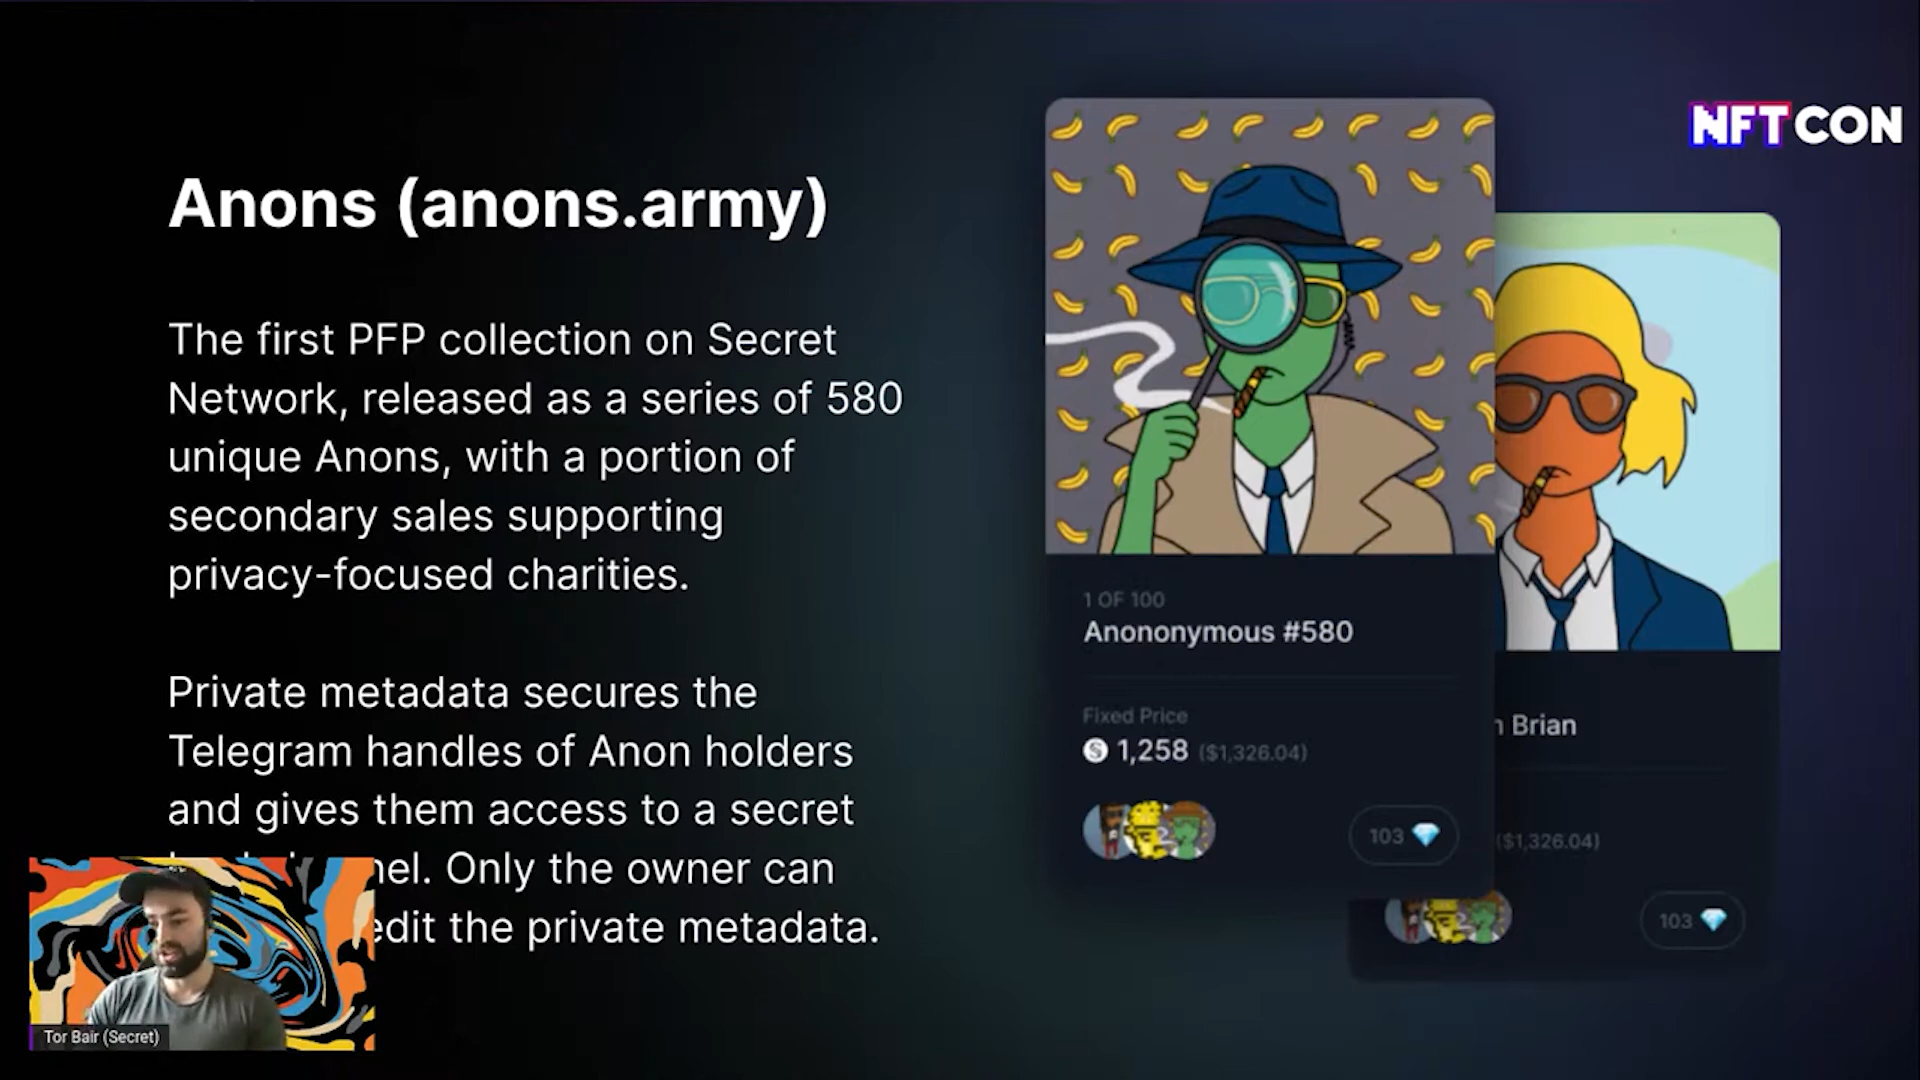 NFT CON
Anons (anons.army)
The first PFP collection on Secret
Network, released as a series of 580
unique Anons, with a portion of
secondary sales supporting
privacy-focused charities.
Private metadata secures the
Telegram handles of Anon holders
and gives them access to a secret
Only the owner can
edit the private metadata.
1 OF 100
Anononymous #580
Fixed Price
1,258 ($1,326.04)
103
Brian
($1,326.04)
103
Tor Bair (Secret)